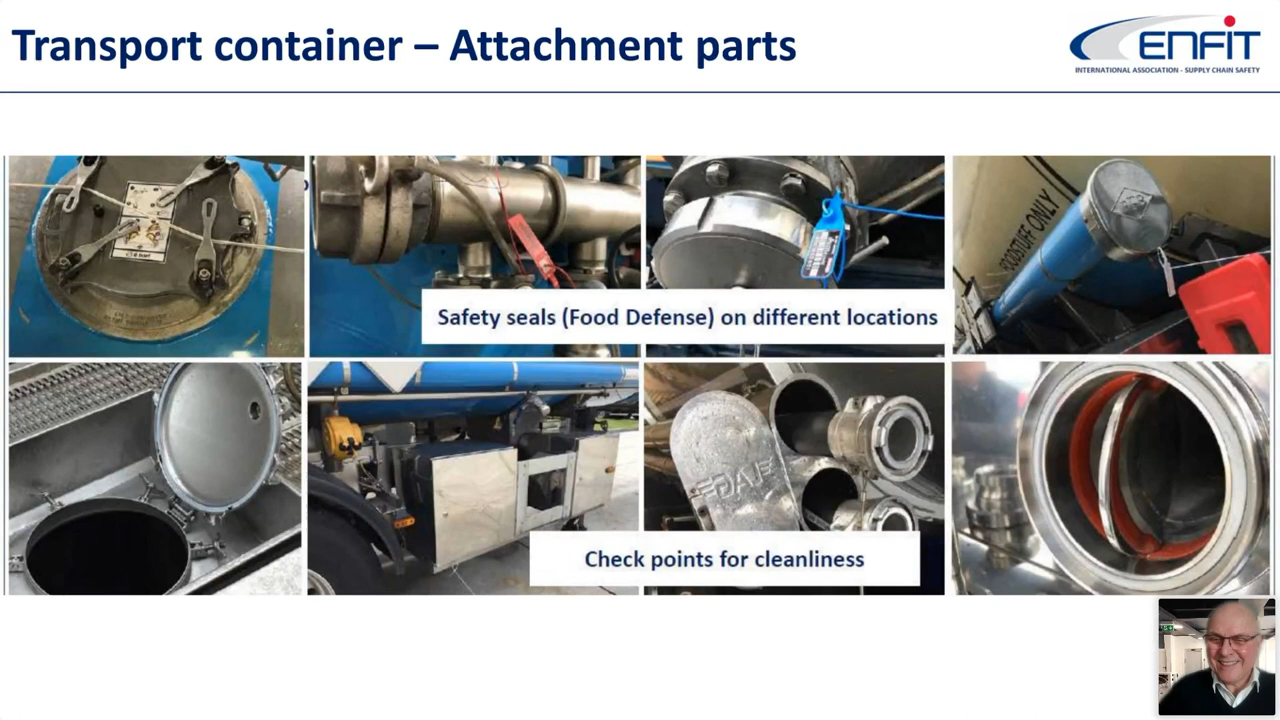 Transport container – Attachment parts
ENFIT
INTERNATIONAL ASSOCIATION - SUPPLY CHAIN SAFETY
FOODSTUFF ONLY
Safety seals (Food Defense) on different locations
Check points for cleanliness